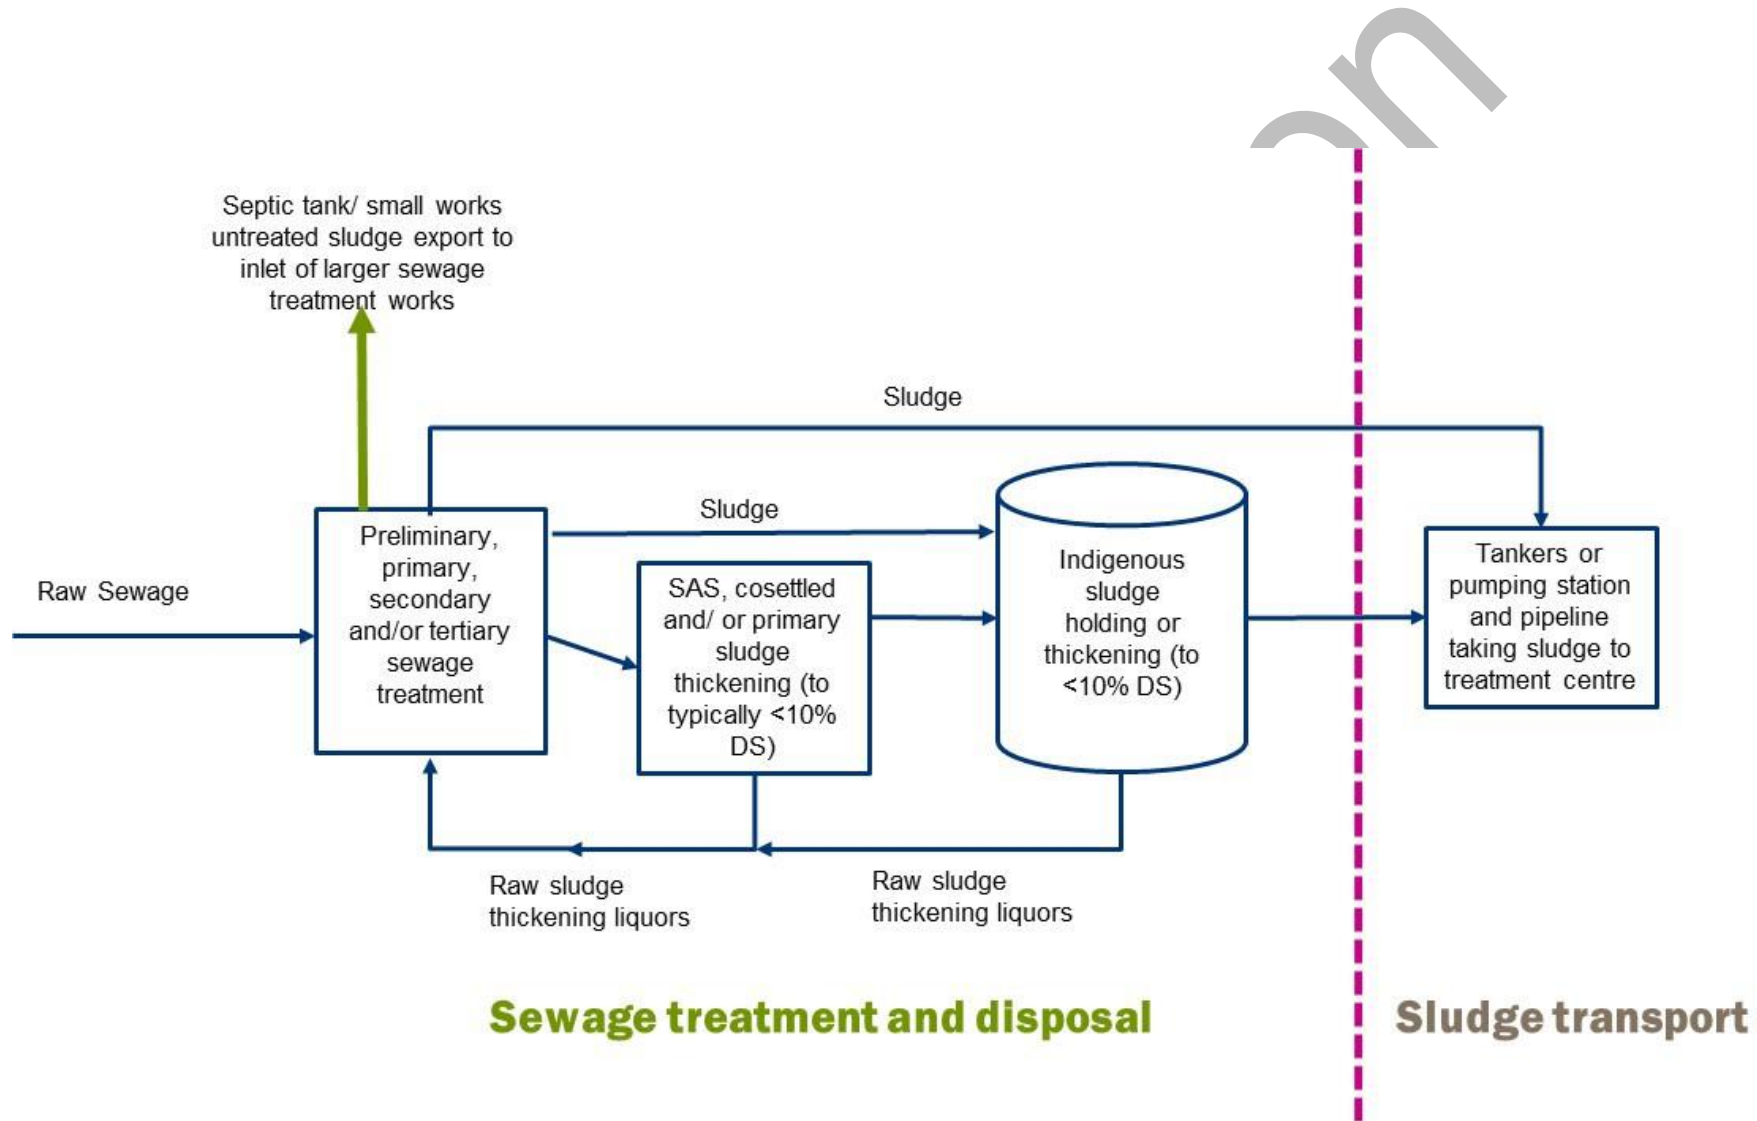 Septic tank/ small works
untreated sludge export to
inlet of larger sewage
treatment works
Sludge
Sludge
Raw Sewage
Preliminary,
primary,
secondary
and/or tertiary
sewage
treatment
SAS, cosettled
and/ or primary
sludge
thickening (to
typically <10%
DS)
Indigenous
sludge
holding or
thickening (to
<10% DS)
Tankers or
pumping station
and pipeline
taking sludge to
treatment centre
Raw sludge
thickening liquors
Raw sludge
thickening liquors
Sewage treatment and disposal
Sludge transport